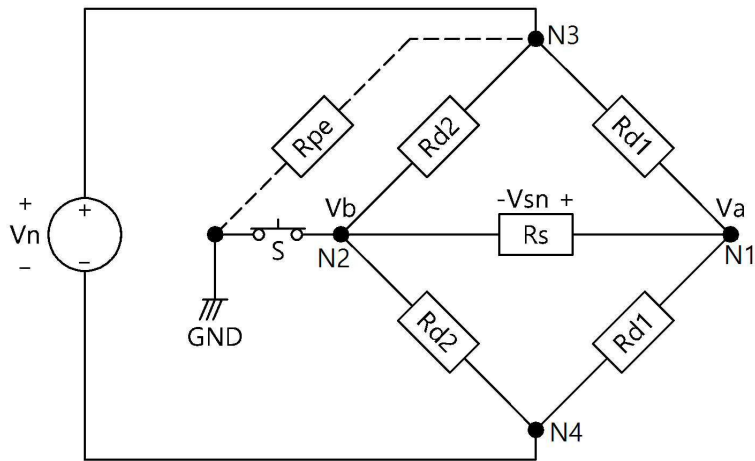 N3
Rpe
Rd2
Rd1
+
Vn
−
+
−
Vb
-Vsn +
Va
Rs
S
N2
N1
GND
Rd2
Rd1
N4